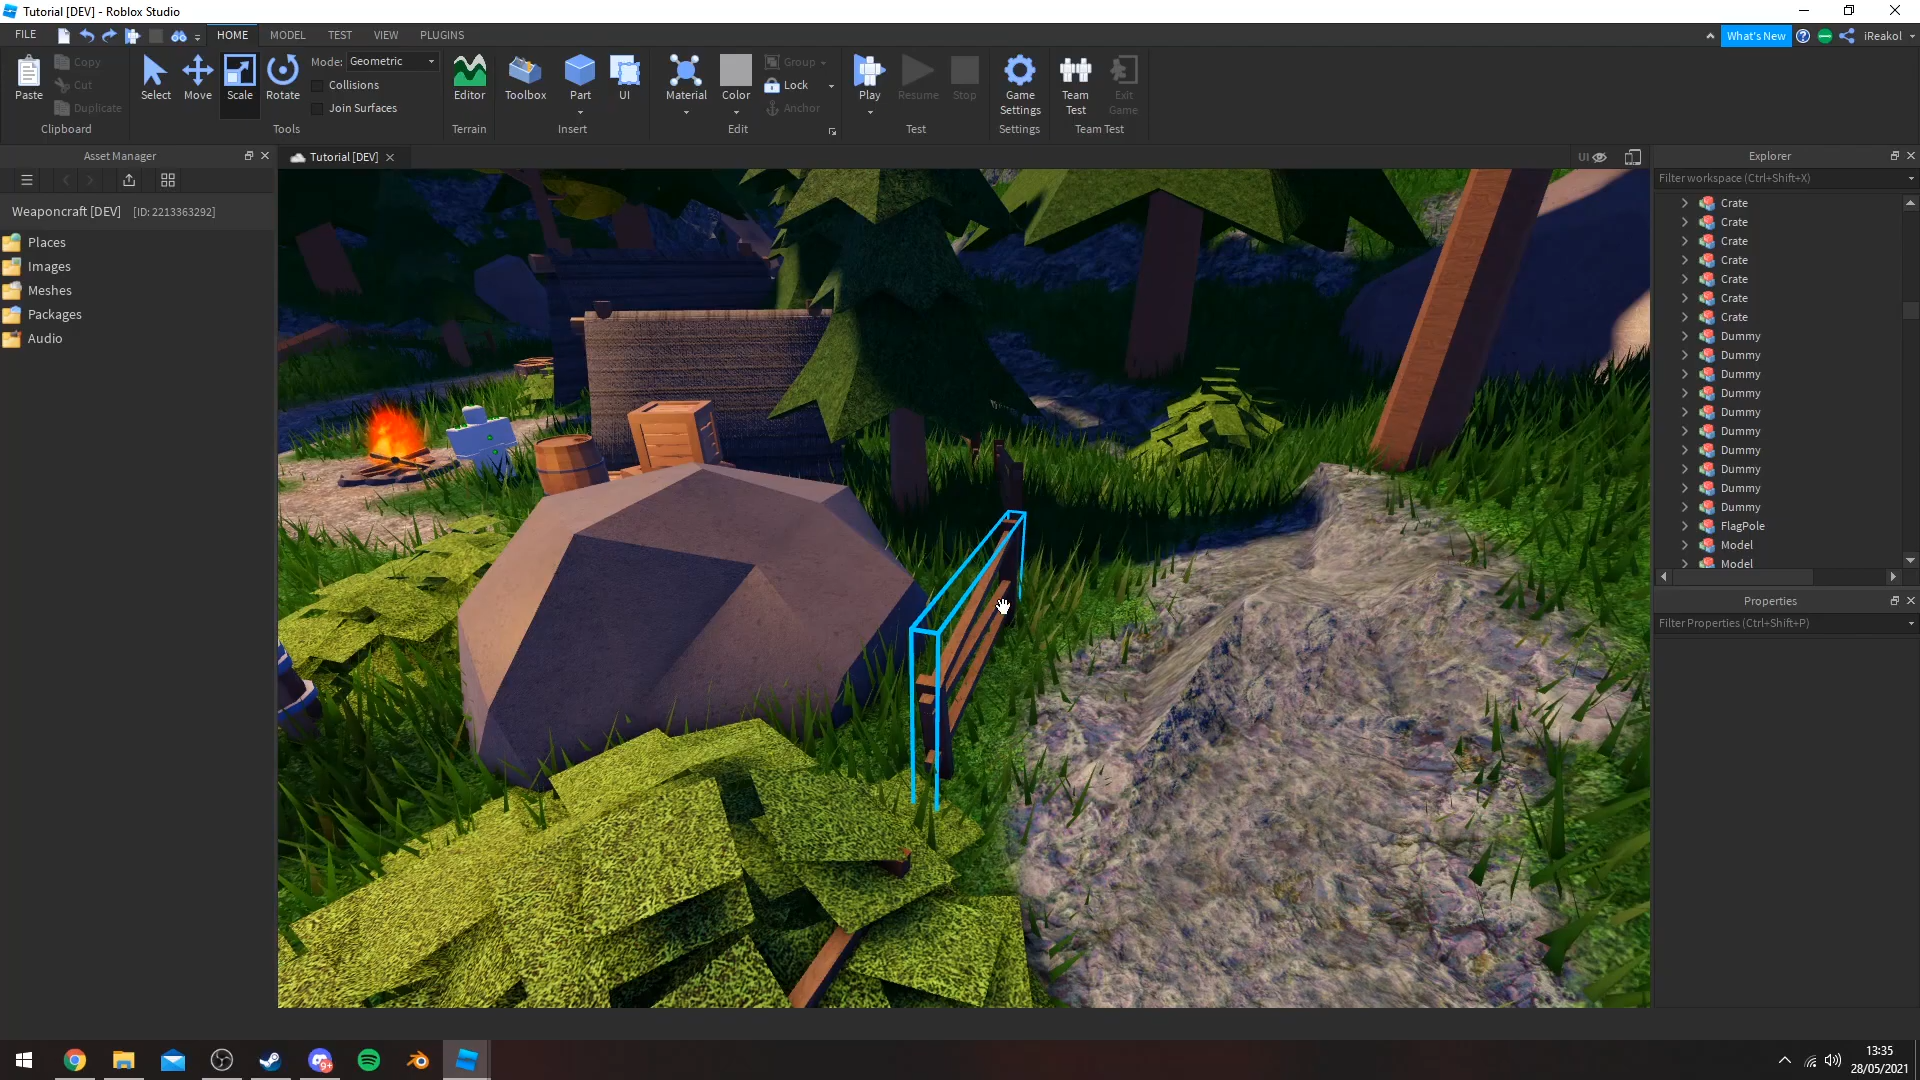 Tutorial [DEV] - Roblox Studio
FILE HOME MODEL TEST VIEW PLUGINS What's New iReakol
Paste Copy Cut Duplicate Clipboard
Select Move Scale Rotate Mode: Geometric Collisions Join Surfaces Tools
Editor Terrain
Toolbox Part UI Insert
Material Color Group Lock Anchor Edit
Play Resume Stop Test
Game Settings Settings
Team Test Exit Game Team Test
Asset Manager
Tutorial [DEV]
UI
Explorer
Filter workspace (Ctrl+Shift+X)
Weaponcraft [DEV] [ID: 2213363292]
Places
Images
Meshes
Packages
Audio
Crate
Crate
Crate
Crate
Crate
Crate
Crate
Dummy
Dummy
Dummy
Dummy
Dummy
Dummy
Dummy
Dummy
Dummy
Dummy
FlagPole
Model
Model
Properties
Filter Properties (Ctrl+Shift+P)
9+
13:35
28/05/2021